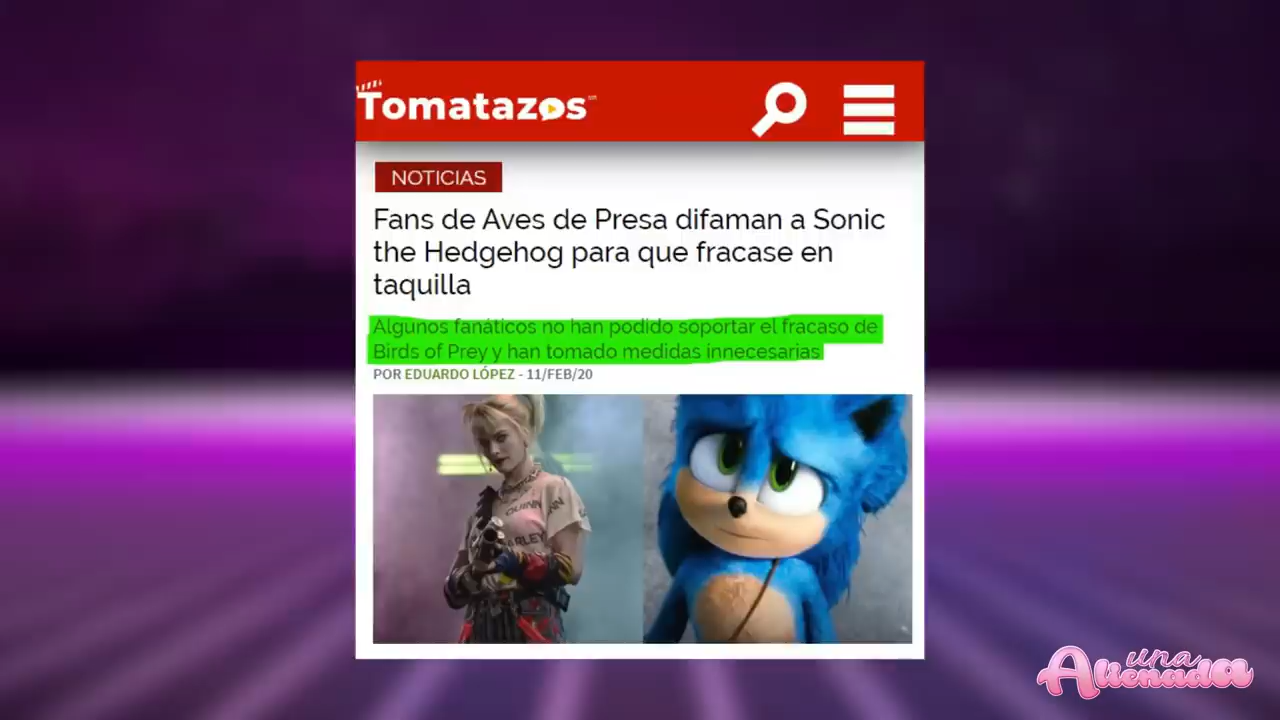 Tomatazos
NOTICIAS
Fans de Aves de Presa difaman a Sonic
the Hedgehog para que fracase en
taquilla
Algunos fanáticos no han podido soportar el fracaso de
Birds of Prey y han tomado medidas innecesarias
POR EDUARDO LÓPEZ - 11/FEB/20
QUINN
HARLEY
una
Alienada